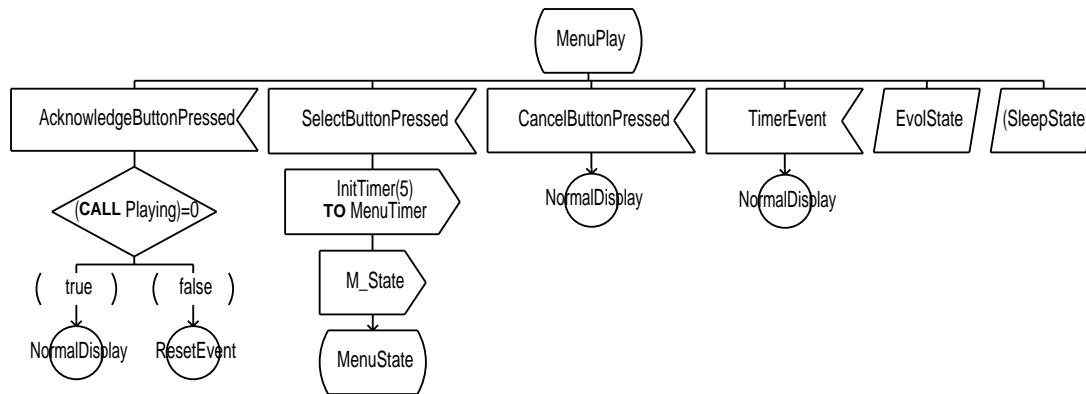 MenuPlay
AcknowledgeButtonPressed
SelectButtonPressed
CancelButtonPressed
TimerEvent
EvolState
(SleepState)
(CALL Playing)=0
InitTimer(5)
TO MenuTimer
NormalDisplay
NormalDisplay
M_State
( true )
( false )
NormalDisplay
ResetEvent
MenuState